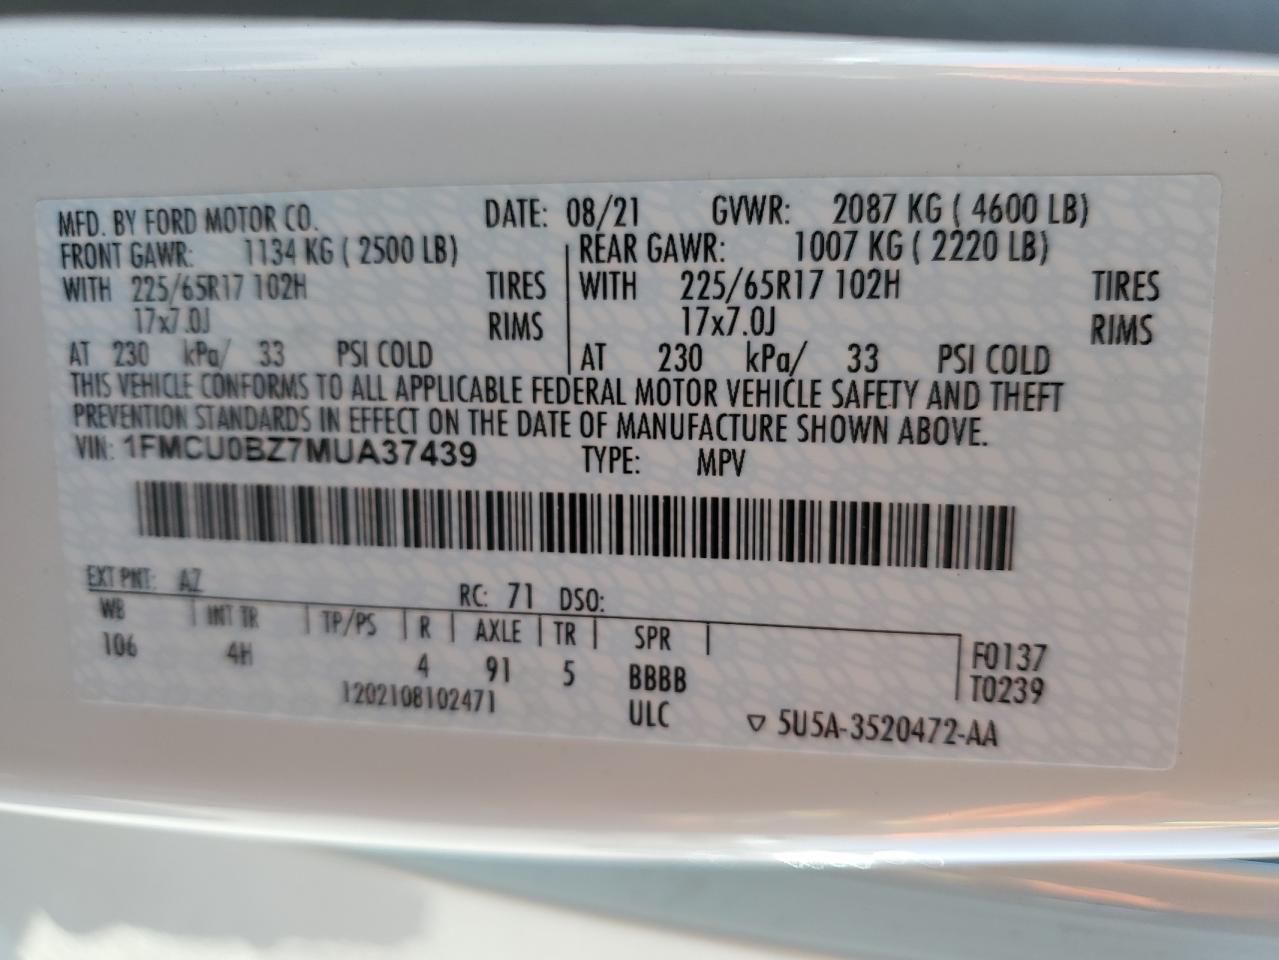 MFD. BY FORD MOTOR CO. DATE: 08/21 GVWR: 2087 KG ( 4600 LB)
FRONT GAWR: 1134 KG ( 2500 LB) REAR GAWR: 1007 KG ( 2220 LB)
WITH 225/65R17 102H TIRES WITH 225/65R17 102H TIRES
17x7.0J RIMS 17x7.0J RIMS
AT 230 kPa/ 33 PSI COLD AT 230 kPa/ 33 PSI COLD
THIS VEHICLE CONFORMS TO ALL APPLICABLE FEDERAL MOTOR VEHICLE SAFETY AND THEFT
PREVENTION STANDARDS IN EFFECT ON THE DATE OF MANUFACTURE SHOWN ABOVE.
VIN: 1FMCU0BZ7MUA37439 TYPE: MPV
EXT PNT: AZ RC: 71 DSO:
WB INT TR TP/PS R AXLE TR SPR
106 4H 4 91 5 BBBB F0137
T0239
1202108102471 ULC ▽ 5U5A-3520472-AA